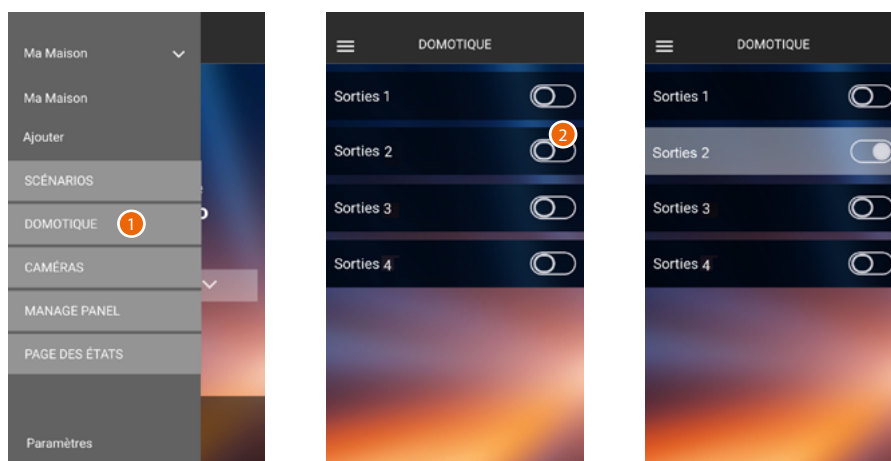 Ma Maison
Ma Maison
Ajouter
SCÉNARIOS
DOMOTIQUE 1
CAMÉRAS
MANAGE PANEL
PAGE DES ÉTATS
Paramètres
DOMOTIQUE
Sorties 1
2
Sorties 2
Sorties 3
Sorties 4
DOMOTIQUE
Sorties 1
Sorties 2
Sorties 3
Sorties 4